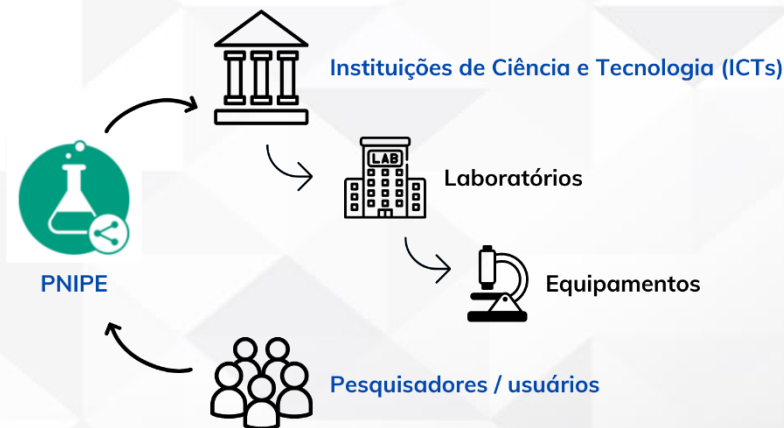 Instituições de Ciência e Tecnologia (ICTs)
LAB
Laboratórios
PNIPE
Equipamentos
Pesquisadores / usuários